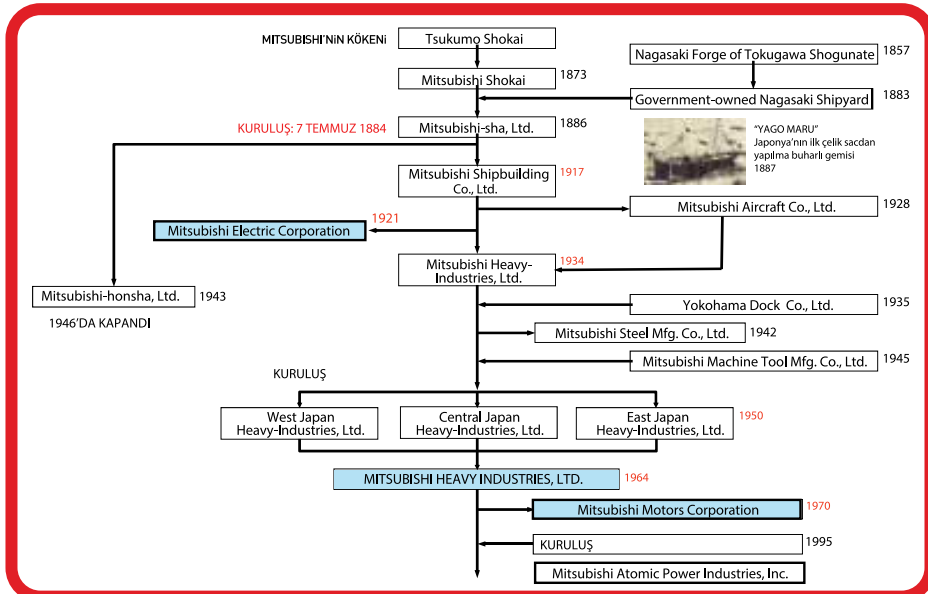 MITSUBISHI'NiN KÖKENi
Tsukumo Shokai
Nagasaki Forge of Tokugawa Shogunate
1857
Mitsubishi Shokai
1873
Government-owned Nagasaki Shipyard
1883
KURULUŞ: 7 TEMMUZ 1884
Mitsubishi-sha, Ltd.
1886
"YAGO MARU"
Japonya'nın ilk çelik sacdan
yapılma buharlı gemisi
1887
Mitsubishi Shipbuilding
Co., Ltd.
1917
Mitsubishi Aircraft Co., Ltd.
1928
1921
Mitsubishi Electric Corporation
Mitsubishi Heavy-
Industries, Ltd.
1934
Mitsubishi-honsha, Ltd.
1943
1946'DA KAPANDI
Yokohama Dock Co., Ltd.
1935
Mitsubishi Steel Mfg. Co., Ltd.
1942
Mitsubishi Machine Tool Mfg. Co., Ltd.
1945
KURULUŞ
West Japan
Heavy-Industries, Ltd.
Central Japan
Heavy-Industries, Ltd.
East Japan
Heavy-Industries, Ltd.
1950
MITSUBISHI HEAVY INDUSTRIES, LTD.
1964
Mitsubishi Motors Corporation
1970
KURULUŞ
1995
Mitsubishi Atomic Power Industries, Inc.